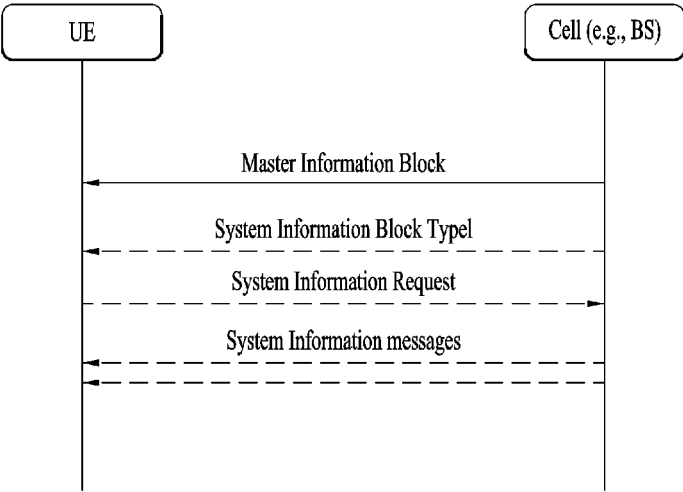 UE
Cell (e.g., BS)
Master Information Block
System Information Block Typel
System Information Request
System Information messages